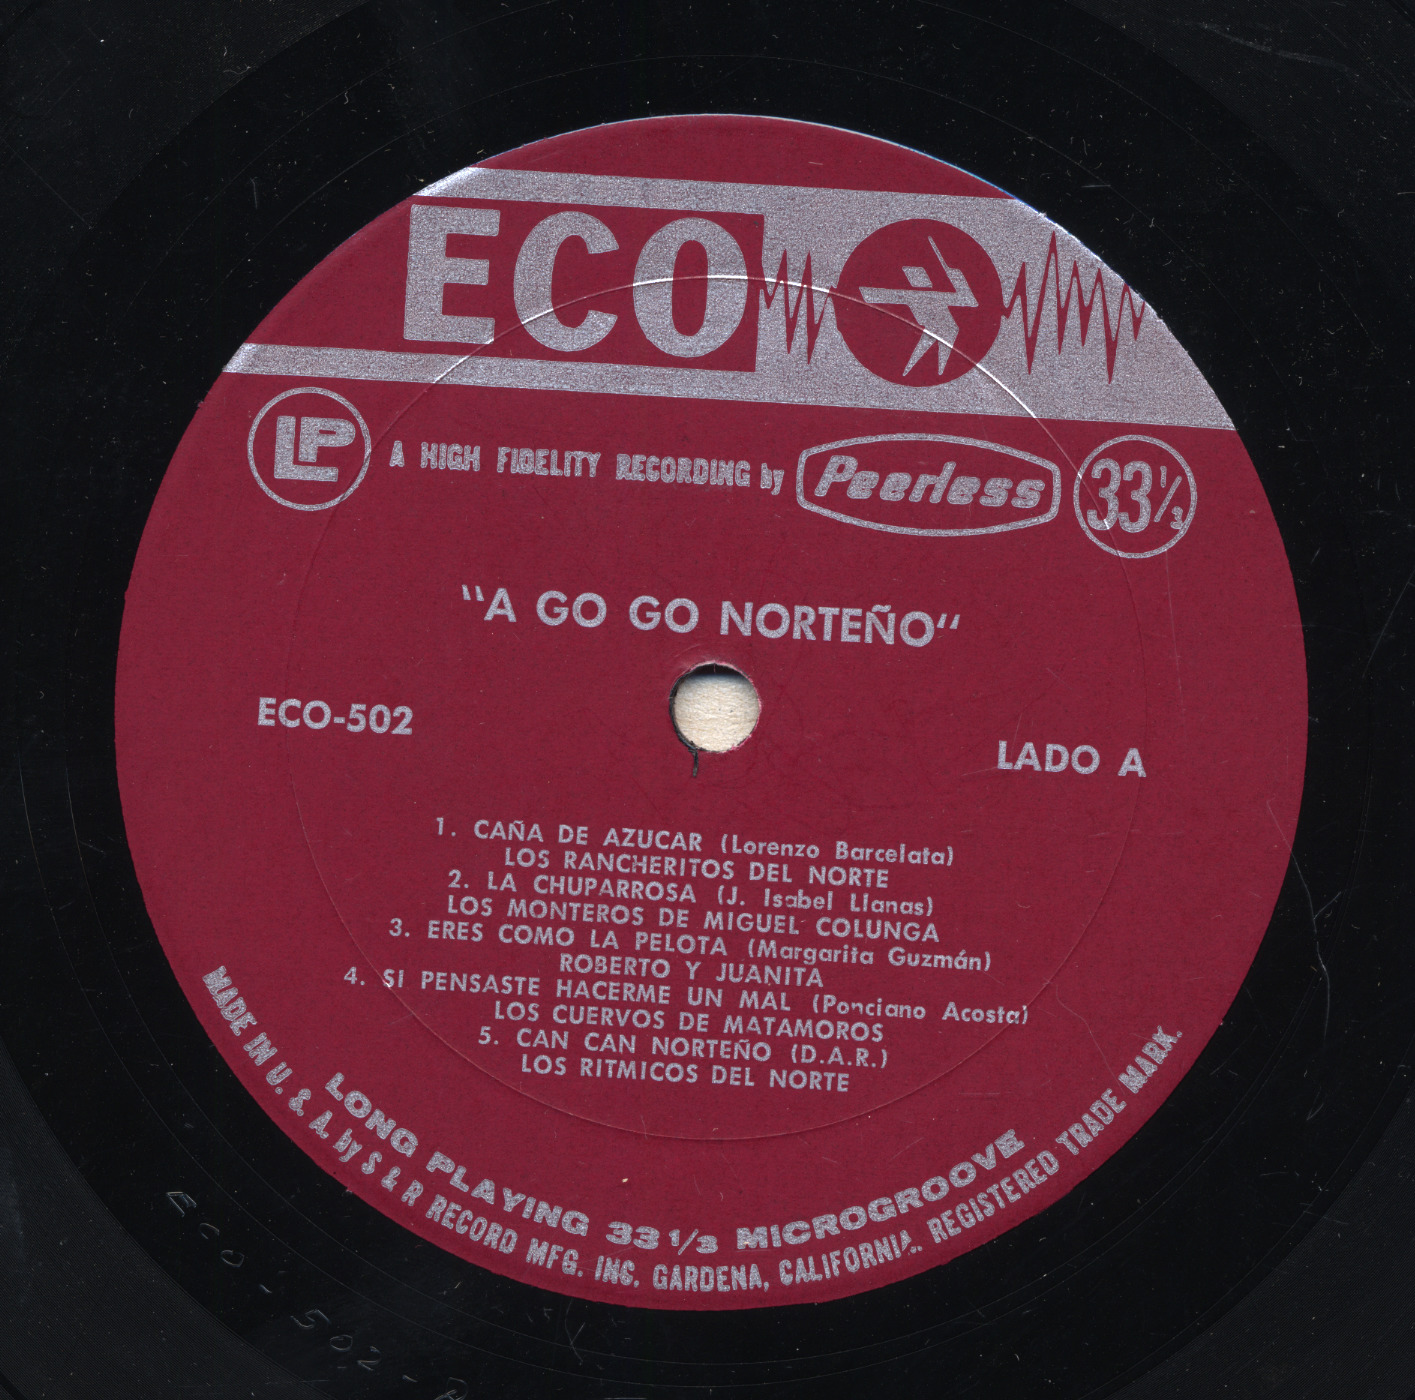 ECO
LP
A HIGH FIDELITY RECORDING by Peerless
33 1/3
"A GO GO NORTEÑO"
ECO-502
LADO A
1. CAÑA DE AZUCAR (Lorenzo Barcelata)
LOS RANCHERITOS DEL NORTE
2. LA CHUPARROSA (J. Isabel Llanas)
LOS MONTEROS DE MIGUEL COLUNGA
3. ERES COMO LA PELOTA (Margarita Guzmán)
ROBERTO Y JUANITA
4. SI PENSASTE HACERME UN MAL (Ponciano Acosta)
LOS CUERVOS DE MATAMOROS
5. CAN CAN NORTEÑO (D.A.R.)
LOS RITMICOS DEL NORTE
LONG PLAYING 33 1/3 MICROGROOVE
MADE IN U. S. A. by S & R RECORD MFG. INC. GARDENA, CALIFORNIA. REGISTERED TRADE MARK.
ECO-502-